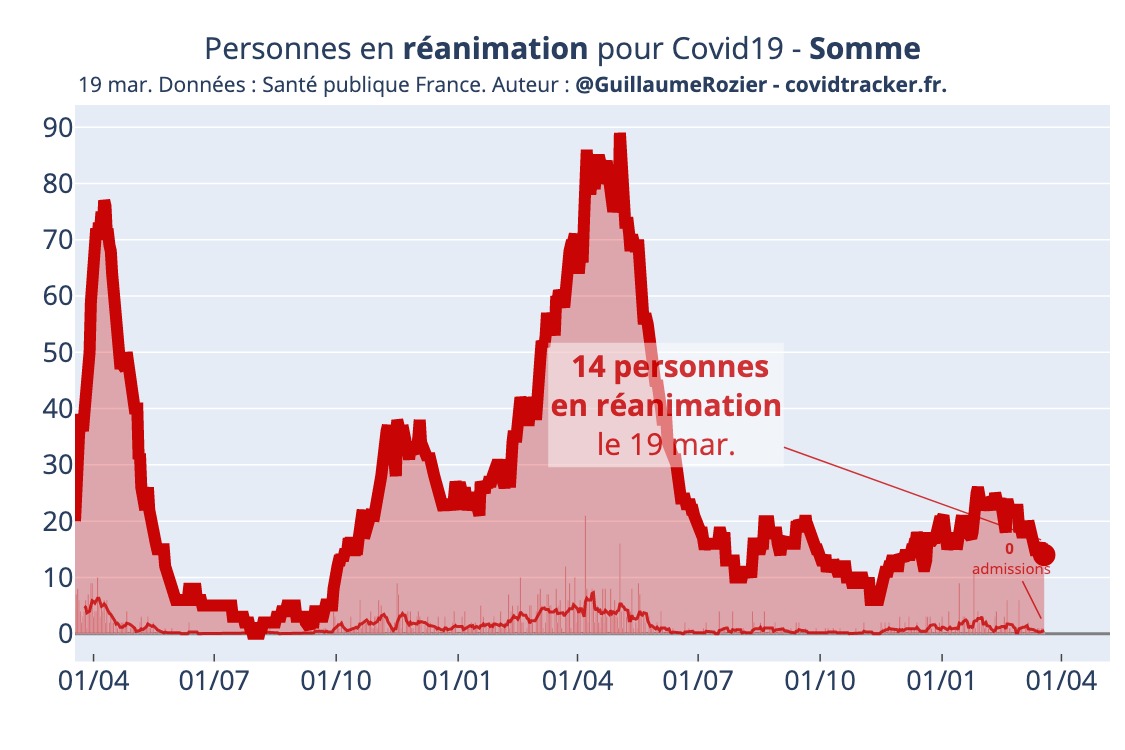 Personnes en réanimation pour Covid19 - Somme
19 mar. Données : Santé publique France. Auteur : @GuillaumeRozier - covidtracker.fr.
90
80
70
60
50
40
30
20
10
0
14 personnes
en réanimation
le 19 mar.
0
admissions
01/04 01/07 01/10 01/01 01/04 01/07 01/10 01/01 01/04